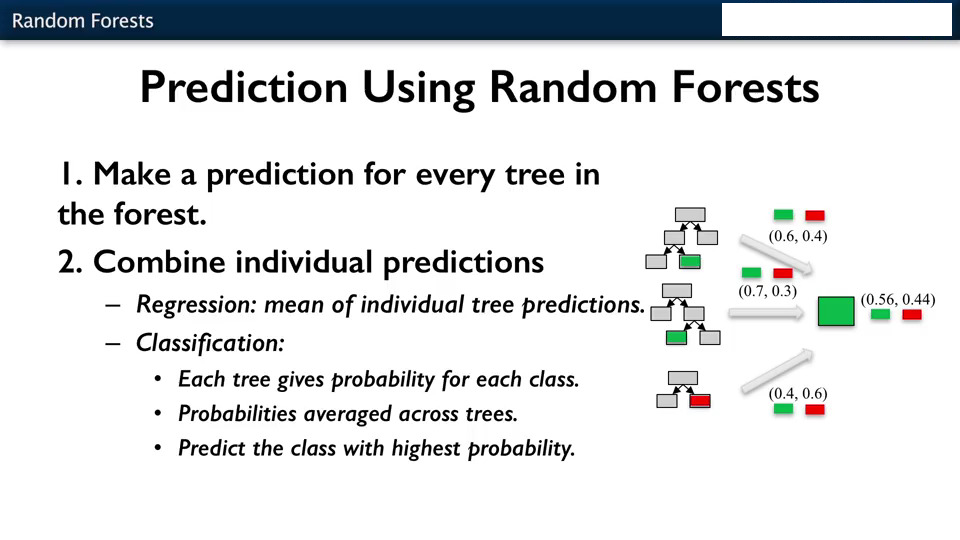 Random Forests
Prediction Using Random Forests
1. Make a prediction for every tree in
the forest.
2. Combine individual predictions
– Regression: mean of individual tree predictions.
– Classification:
• Each tree gives probability for each class.
• Probabilities averaged across trees.
• Predict the class with highest probability.
(0.6, 0.4)
(0.7, 0.3)
(0.56, 0.44)
(0.4, 0.6)